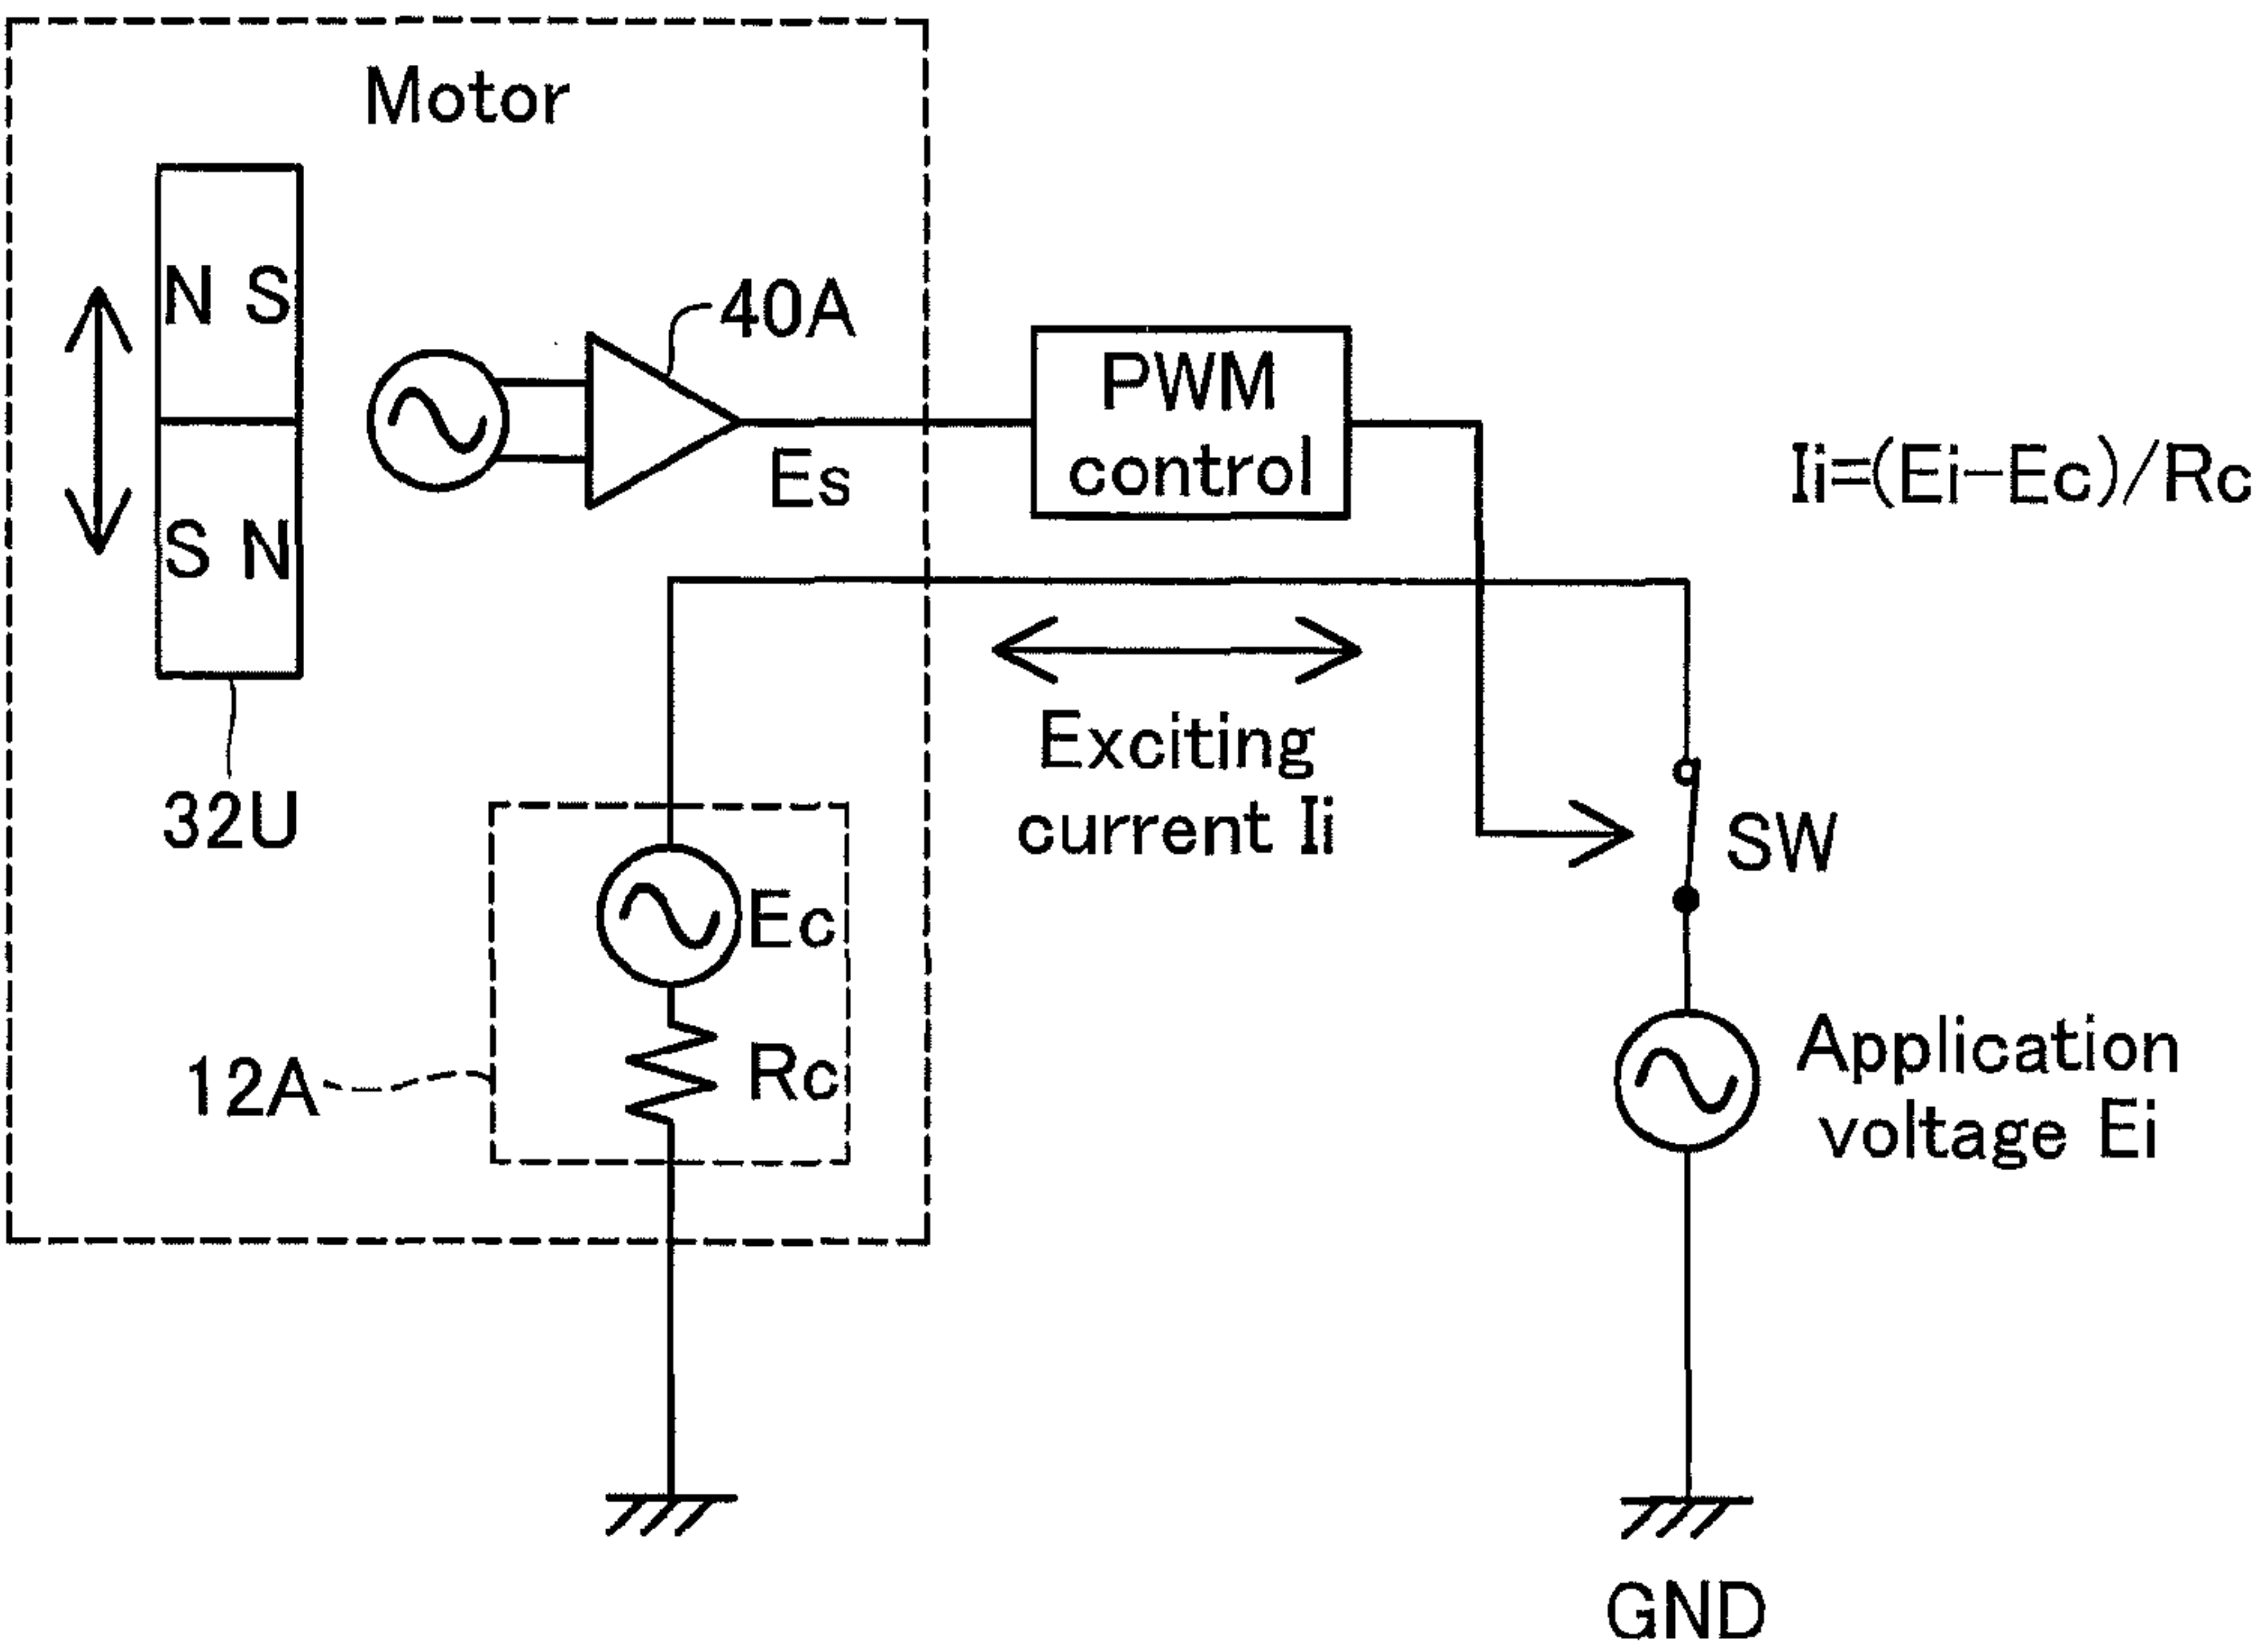 Motor
N S
S N
32U
40A
Es
PWM
control
Ii=(Ei-Ec)/Rc
Exciting
current Ii
SW
Ec
Rc
12A
Application
voltage Ei
GND